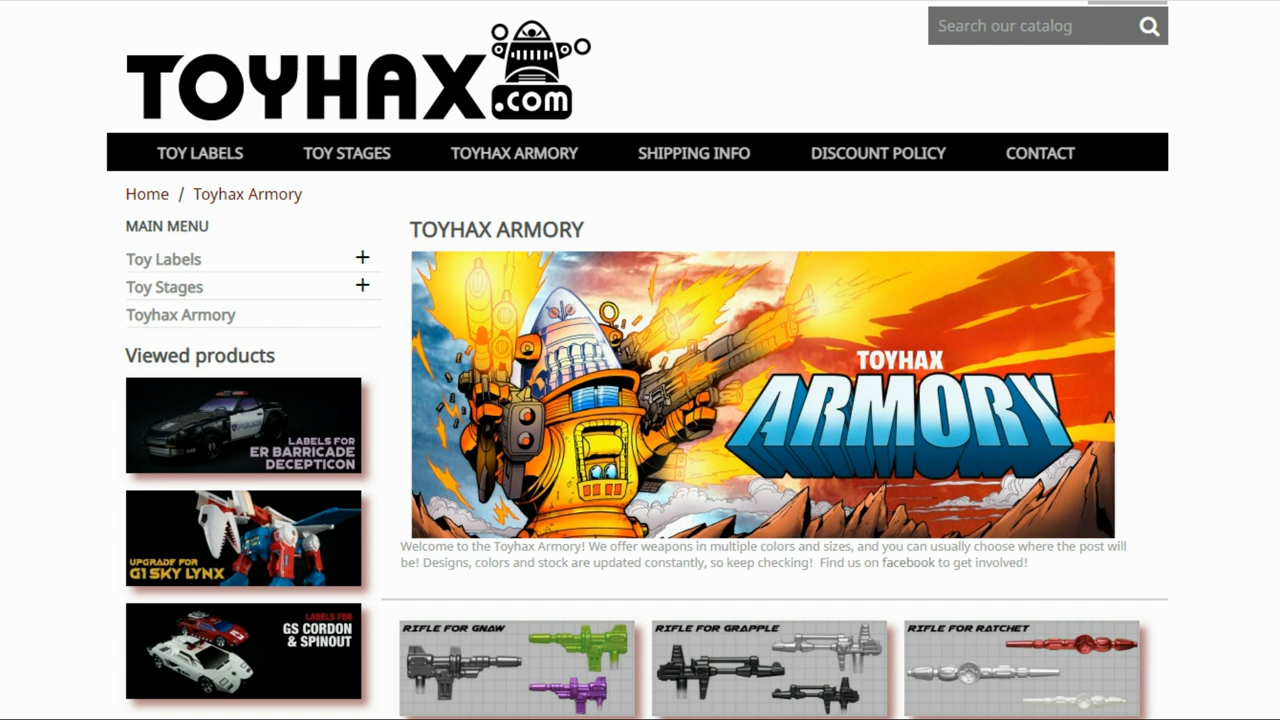 Search our catalog
TOYHAX
.com
TOY LABELS TOY STAGES TOYHAX ARMORY SHIPPING INFO DISCOUNT POLICY CONTACT
Home / Toyhax Armory
MAIN MENU
Toy Labels +
Toy Stages +
Toyhax Armory
Viewed products
LABELS FOR
ER BARRICADE
DECEPTICON
UPGRADE FOR
G1 SKY LYNX
LABELS FOR
GS CORDON
& SPINOUT
TOYHAX ARMORY
TOYHAX
ARMORY
Welcome to the Toyhax Armory! We offer weapons in multiple colors and sizes, and you can usually choose where the post will
be! Designs, colors and stock are updated constantly, so keep checking! Find us on facebook to get involved!
RIFLE FOR GNAW
RIFLE FOR GRAPPLE
RIFLE FOR RATCHET